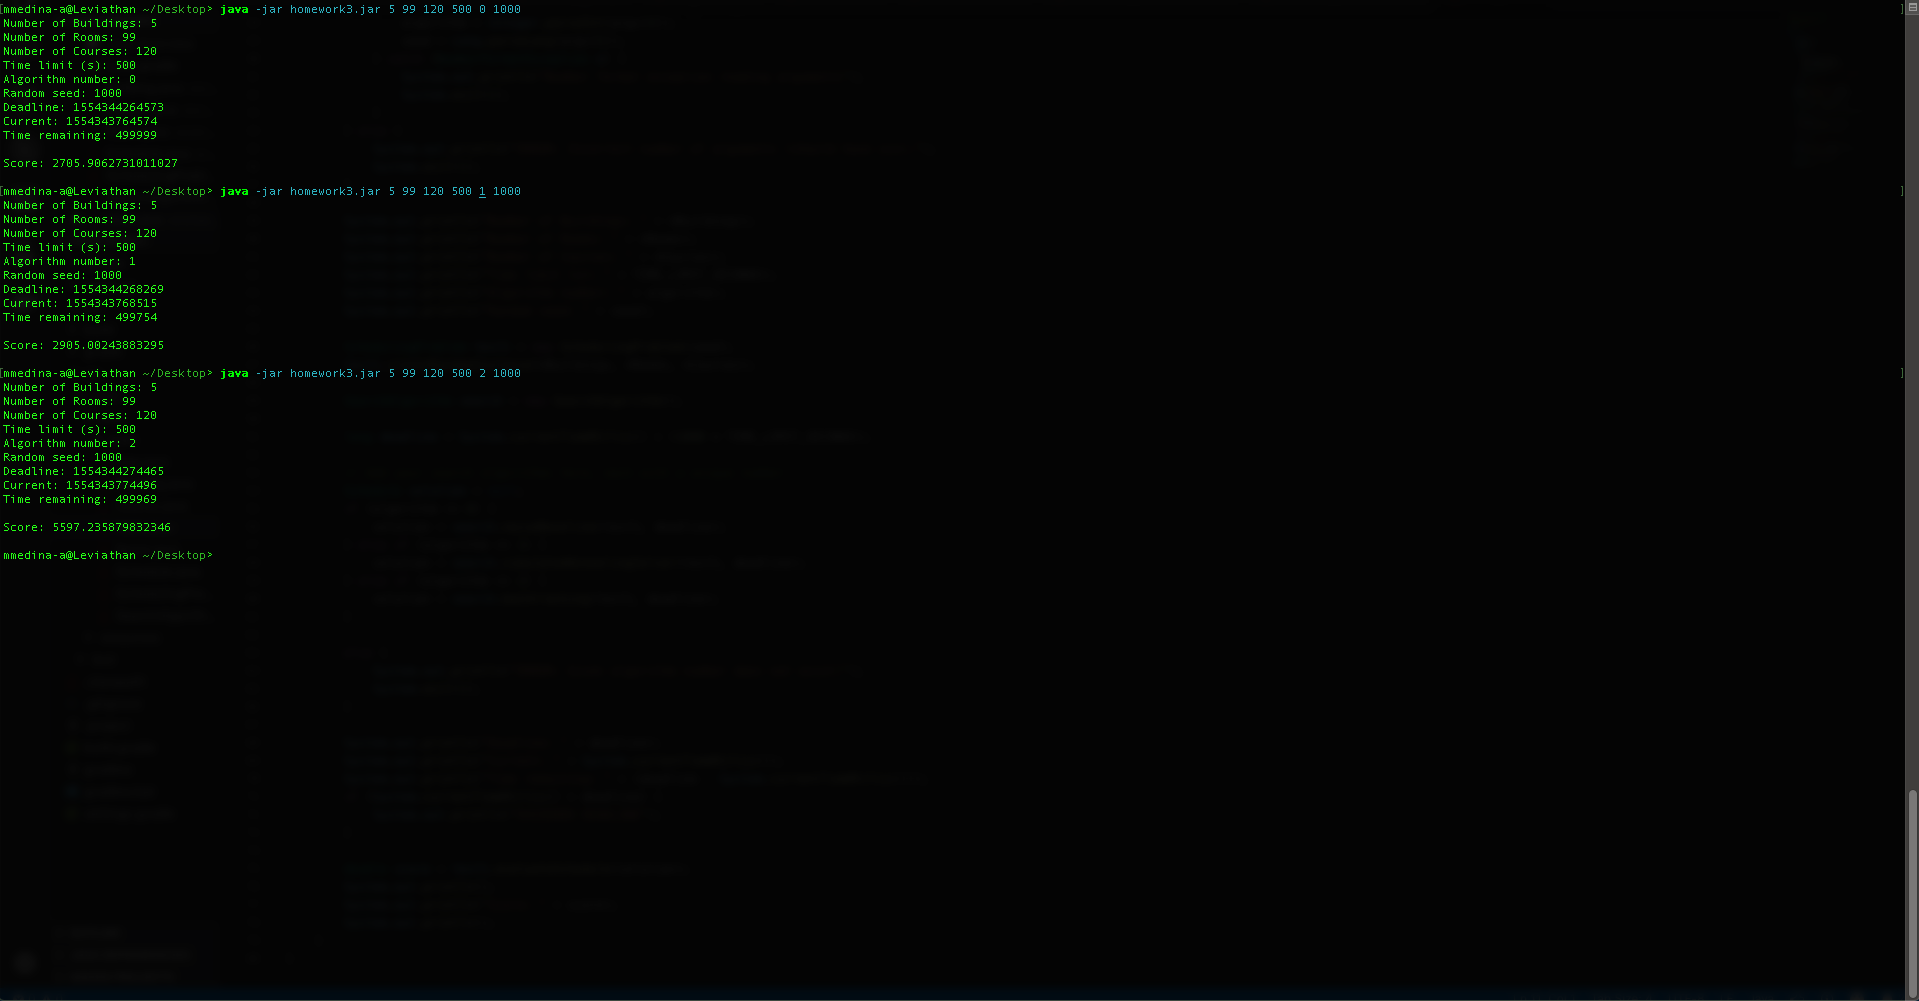 [mmedina-a@Leviathan ~/Desktop> java -jar homework3.jar 5 99 120 500 0 1000 ]
Number of Buildings: 5
Number of Rooms: 99
Number of Courses: 120
Time limit (s): 500
Algorithm number: 0
Random seed: 1000
Deadline: 1554344264573
Current: 1554343764574
Time remaining: 499999
Score: 2705.9062731011027
[mmedina-a@Leviathan ~/Desktop> java -jar homework3.jar 5 99 120 500 1 1000 ]
Number of Buildings: 5
Number of Rooms: 99
Number of Courses: 120
Time limit (s): 500
Algorithm number: 1
Random seed: 1000
Deadline: 1554344268269
Current: 1554343768515
Time remaining: 499754
Score: 2905.00243883295
[mmedina-a@Leviathan ~/Desktop> java -jar homework3.jar 5 99 120 500 2 1000 ]
Number of Buildings: 5
Number of Rooms: 99
Number of Courses: 120
Time limit (s): 500
Algorithm number: 2
Random seed: 1000
Deadline: 1554344274465
Current: 1554343774496
Time remaining: 499969
Score: 5597.235879832346
mmedina-a@Leviathan ~/Desktop>